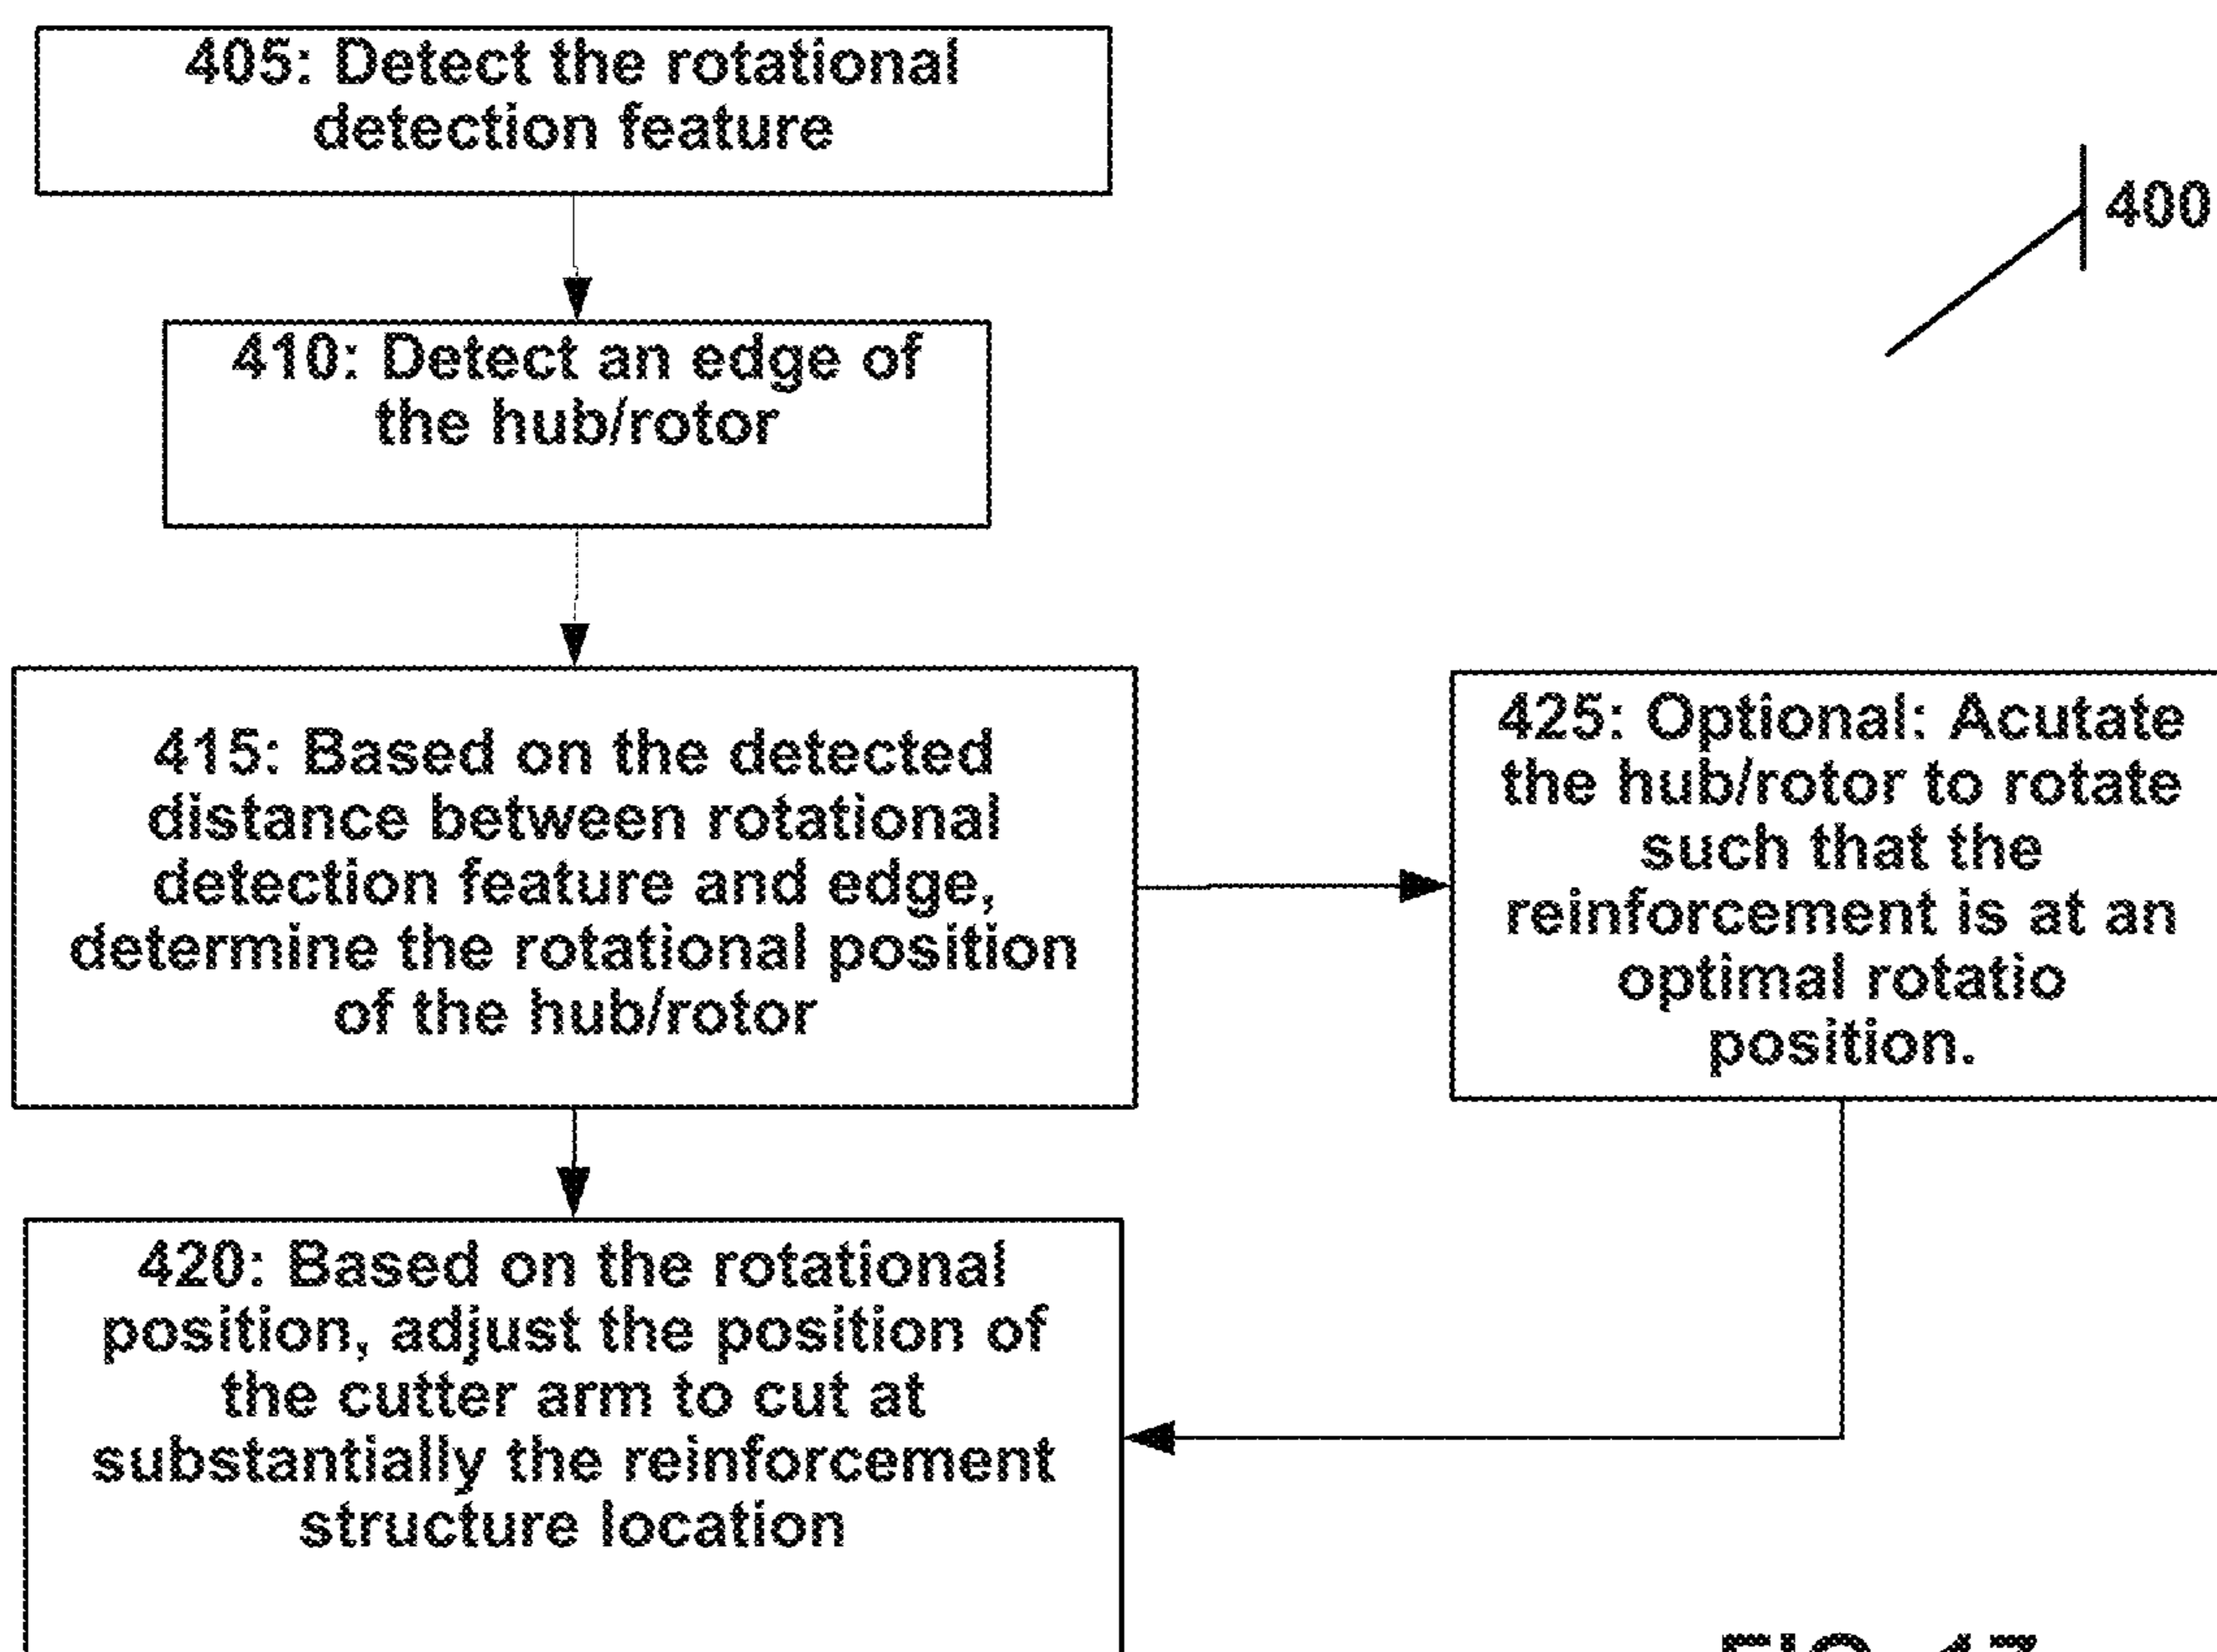 405: Detect the rotational
detection feature
400
410: Detect an edge of
the hub/rotor
415: Based on the detected
distance between rotational
detection feature and edge,
determine the rotational position
of the hub/rotor
425: Optional: Acutate
the hub/rotor to rotate
such that the
reinforcement is at an
optimal rotatio
position.
420: Based on the rotational
position, adjust the position of
the cutter arm to cut at
substantially the reinforcement
structure location